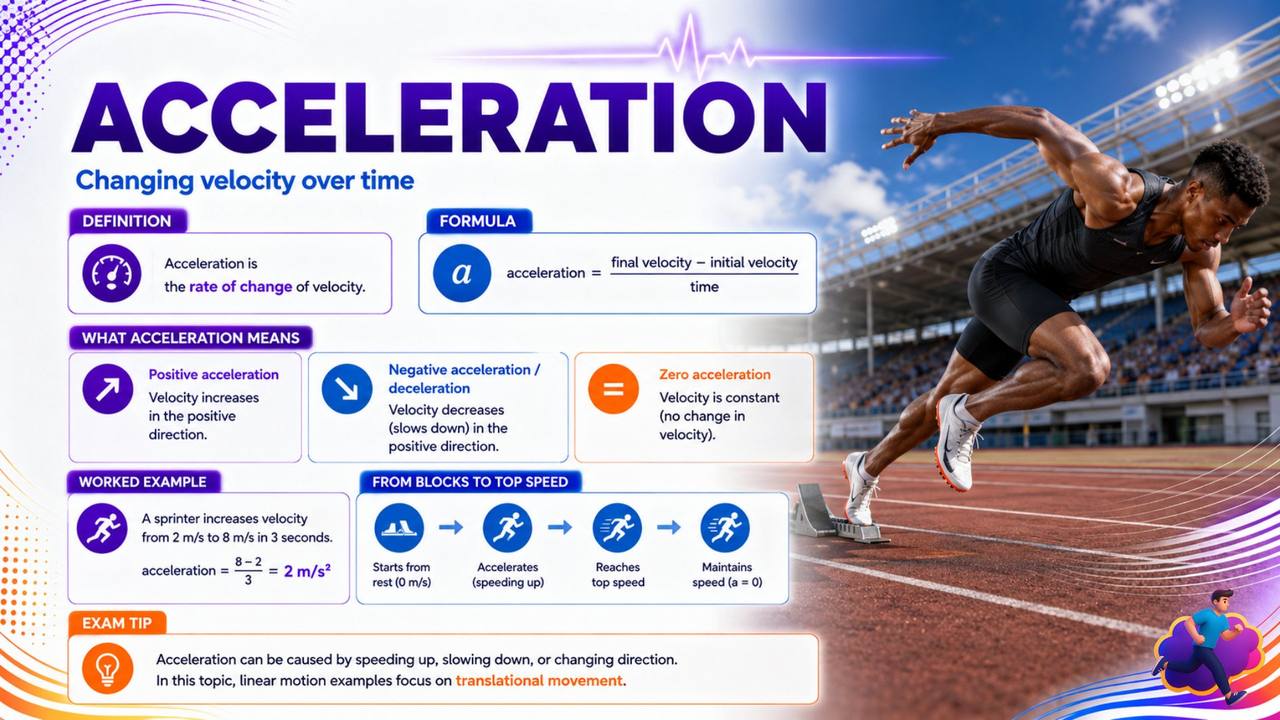 ACCELERATION
Changing velocity over time
DEFINITION
Acceleration is
the rate of change of velocity.
FORMULA
a
acceleration = final velocity − initial velocity
time
WHAT ACCELERATION MEANS
Positive acceleration
Velocity increases
in the positive
direction.
Negative acceleration /
deceleration
Velocity decreases
(slows down) in the
positive direction.
=
Zero acceleration
Velocity is constant
(no change in
velocity).
WORKED EXAMPLE
A sprinter increases velocity
from 2 m/s to 8 m/s in 3 seconds.
acceleration = 8 − 2 / 3 = 2 m/s²
FROM BLOCKS TO TOP SPEED
Starts from
rest (0 m/s)
Accelerates
(speeding up)
Reaches
top speed
Maintains
speed (a = 0)
EXAM TIP
Acceleration can be caused by speeding up, slowing down, or changing direction.
In this topic, linear motion examples focus on translational movement.